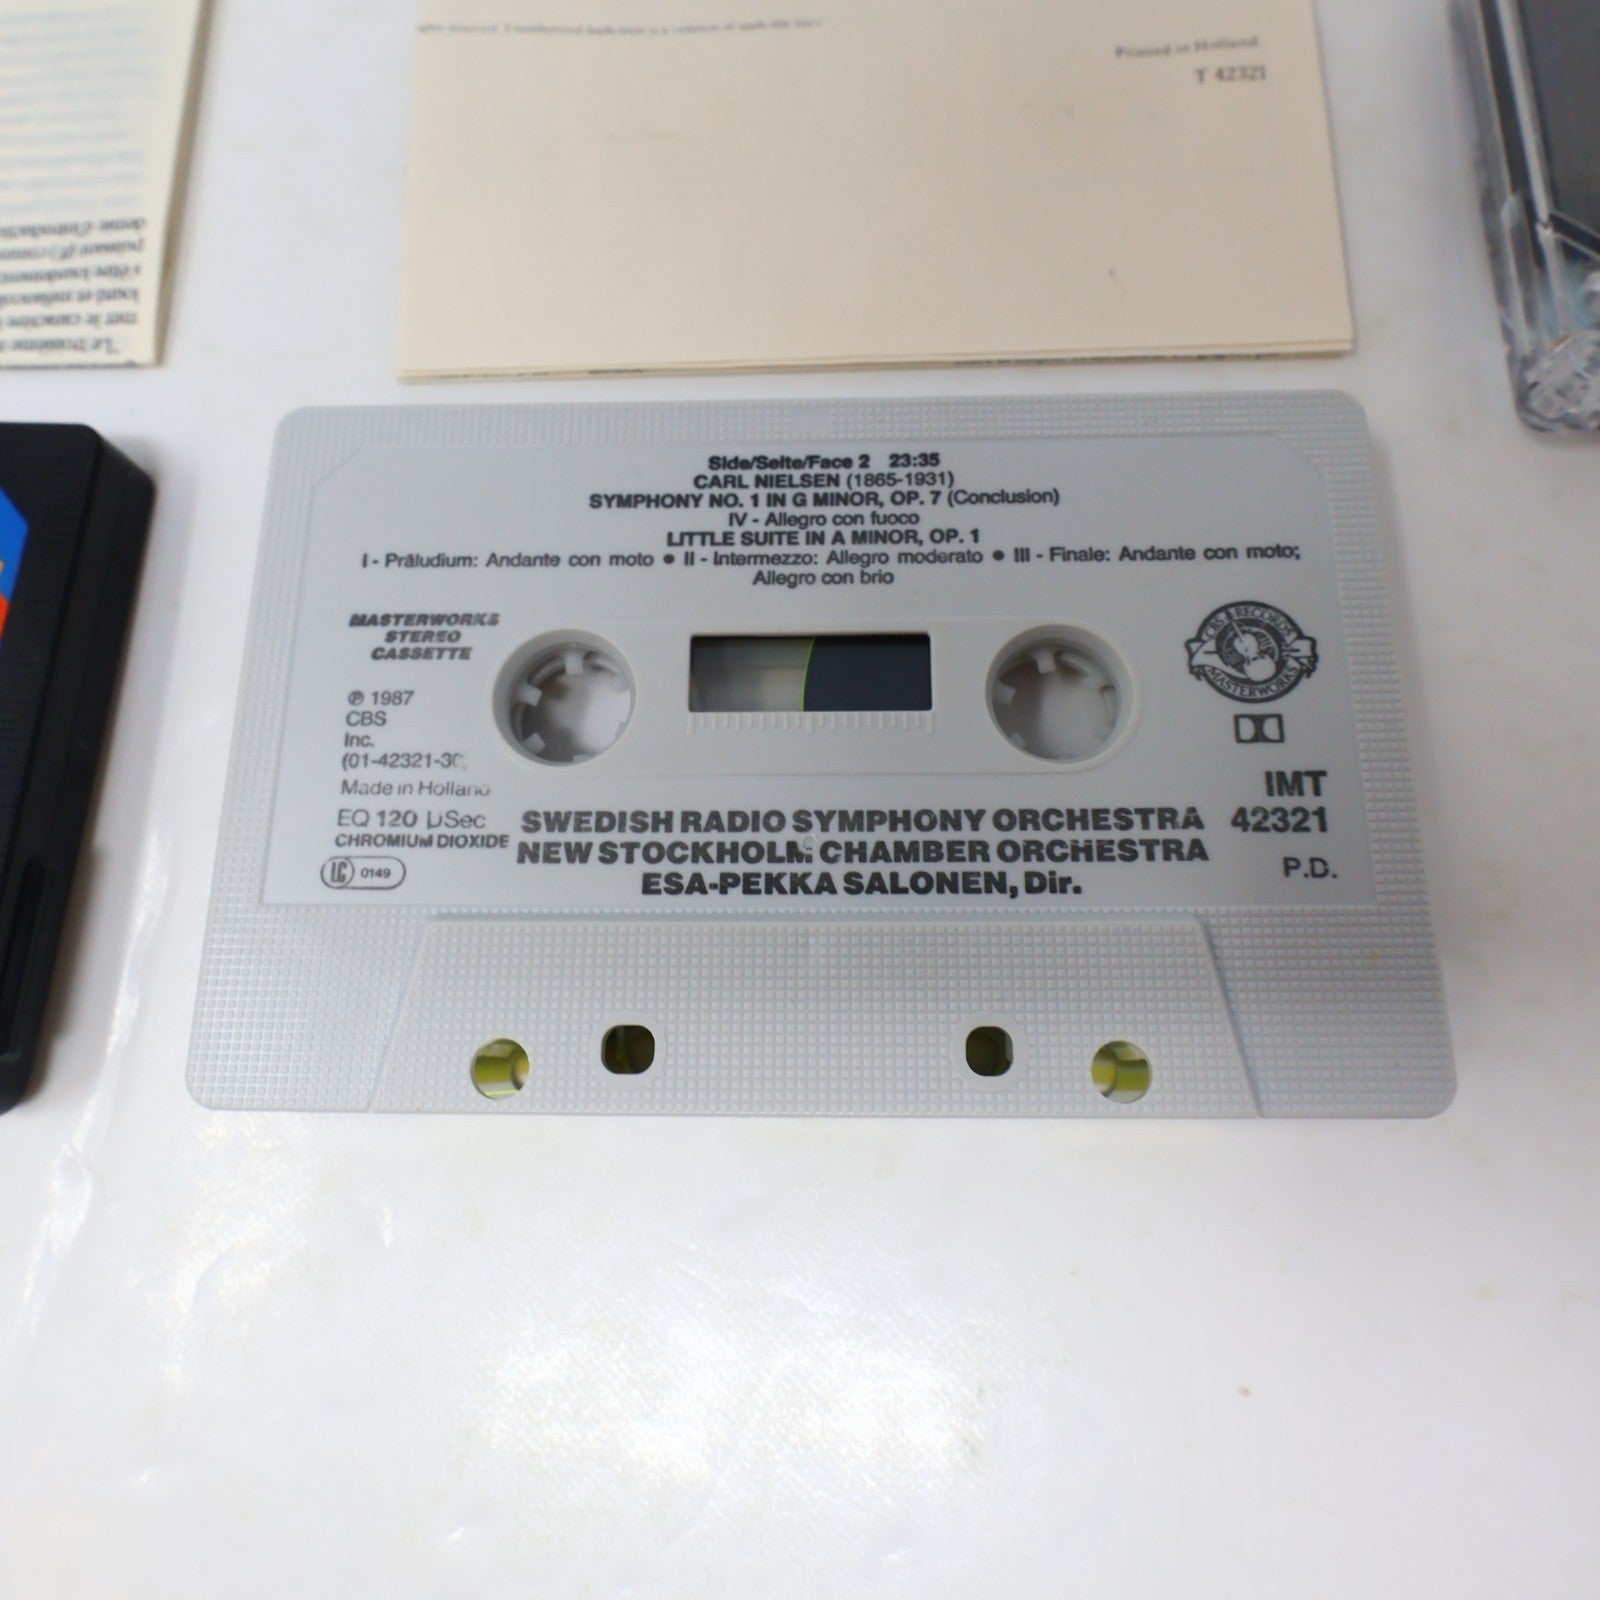 Printed in Holland
T 42321
Side/Seite/Face 2 23:35
CARL NIELSEN (1865-1931)
SYMPHONY NO. 1 IN G MINOR, OP. 7 (Conclusion)
IV - Allegro con fuoco
LITTLE SUITE IN A MINOR, OP. 1
I - Präludium: Andante con moto ● II - Intermezzo: Allegro moderato ● III - Finale: Andante con moto;
Allegro con brio
MASTERWORKS
STEREO
CASSETTE
℗ 1987
CBS
Inc.
(01-42321-30
Made in Holland
EQ 120 µSec
CHROMIUM DIOXIDE
LC 0149
CBS RECORDS
MASTERWORKS
IMT
42321
P.D.
SWEDISH RADIO SYMPHONY ORCHESTRA
NEW STOCKHOLM CHAMBER ORCHESTRA
ESA-PEKKA SALONEN, Dir.